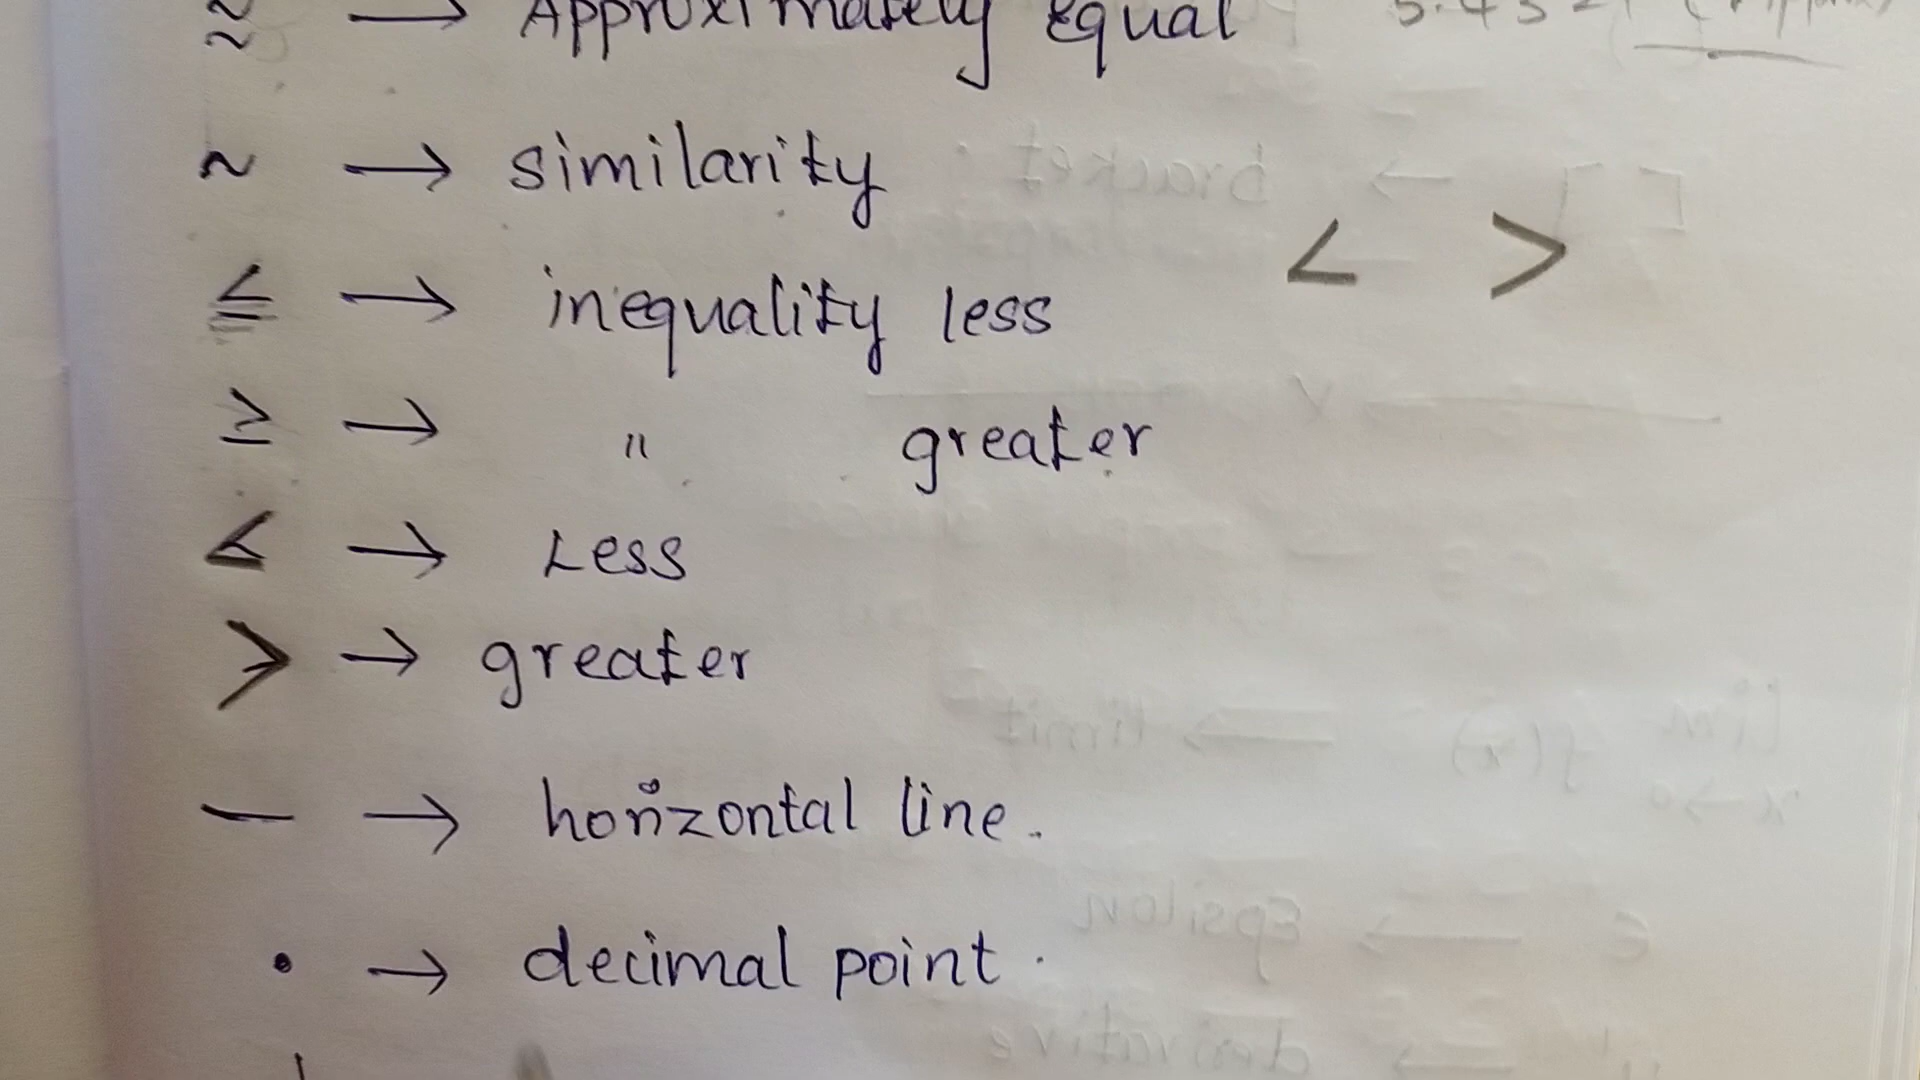 ≈ → Approximately equal
~ → similarity
< >
≤ → inequality less
≥ → " greater
< → Less
> → greater
— → horizontal line.
• → decimal point.